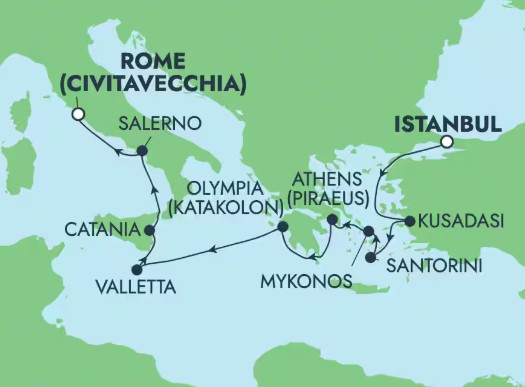 ROME
(CIVITAVECCHIA)
SALERNO
ISTANBUL
OLYMPIA
(KATAKOLON)
ATHENS
(PIRAEUS)
KUSADASI
CATANIA
SANTORINI
MYKONOS
VALLETTA